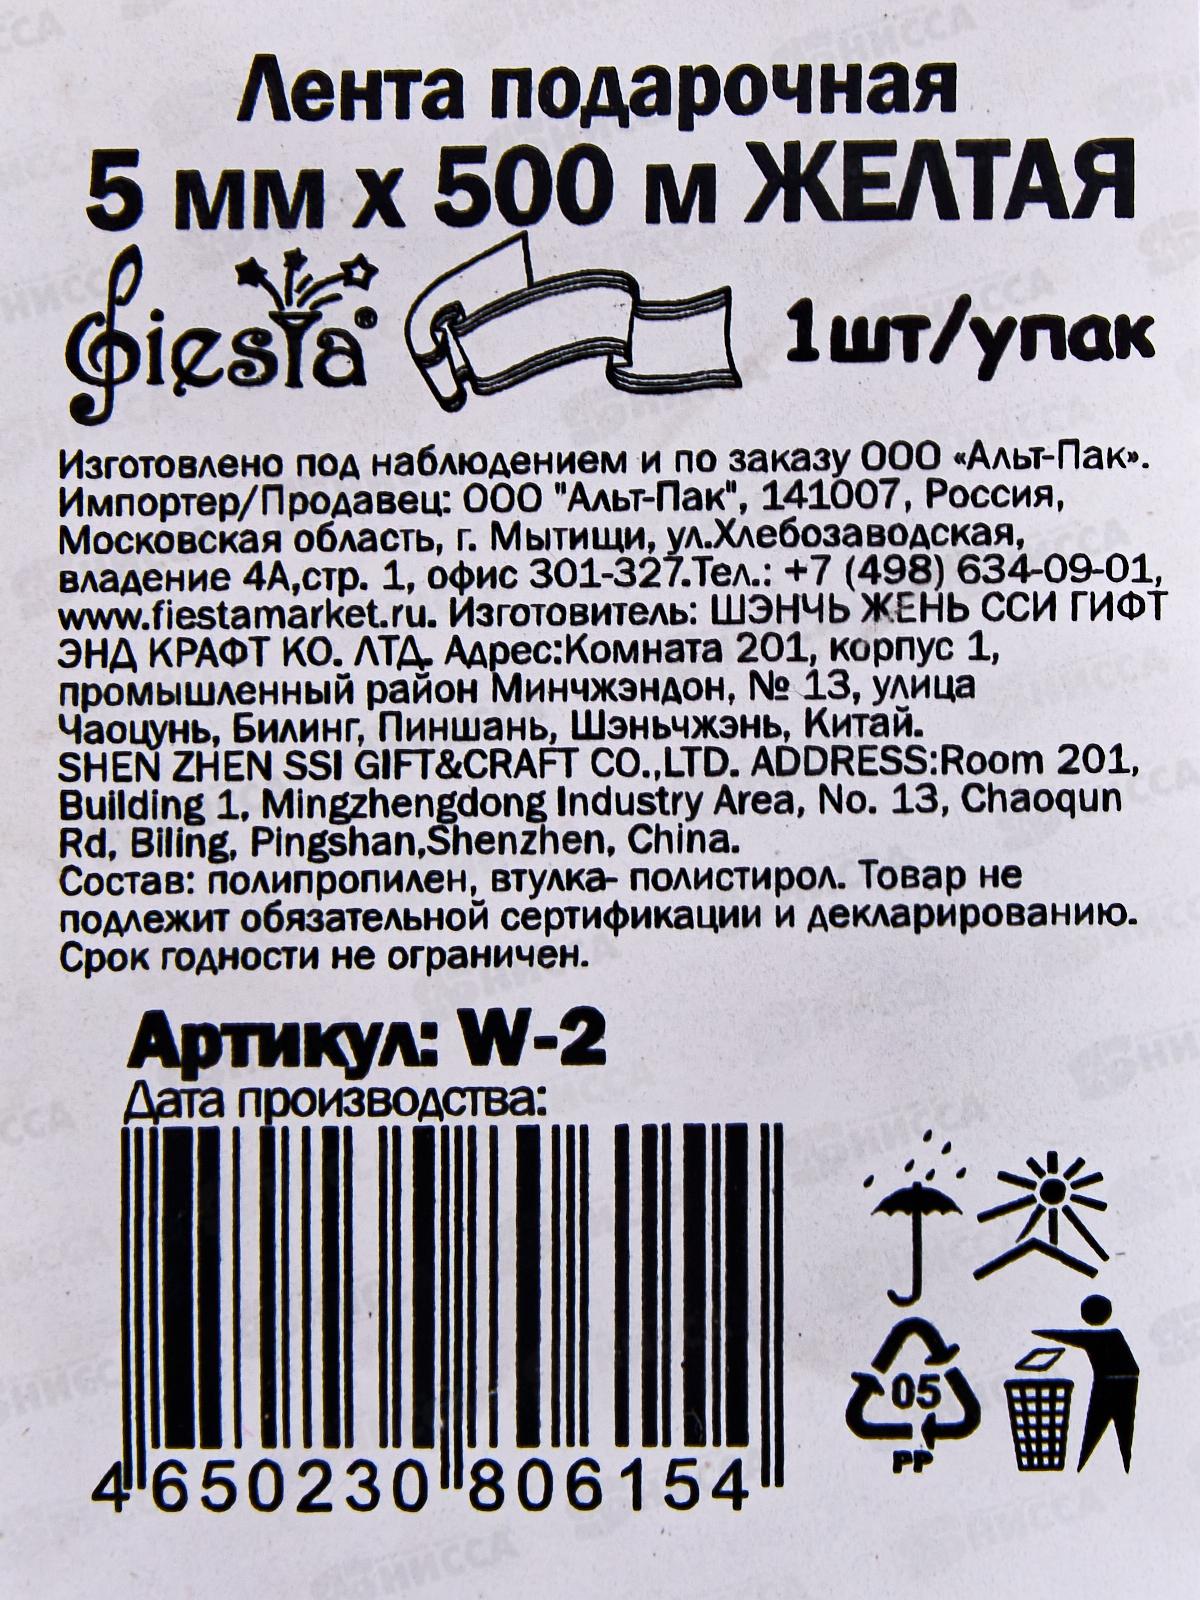 Лента подарочная
5 мм x 500 м ЖЕЛТАЯ
fiesta®
1шт/упак
Изготовлено под наблюдением и по заказу ООО «Альт-Пак».
Импортер/Продавец: ООО "Альт-Пак", 141007, Россия,
Московская область, г. Мытищи, ул.Хлебозаводская,
владение 4А,стр. 1, офис 301-327.Тел.: +7 (498) 634-09-01,
www.fiestamarket.ru. Изготовитель: ШЭНЧЬ ЖЕНЬ ССИ ГИФТ
ЭНД КРАФТ КО. ЛТД. Адрес:Комната 201, корпус 1,
промышленный район Минчжэндон, № 13, улица
Чаоцунь, Билинг, Пиншань, Шэньчжэнь, Китай.
SHEN ZHEN SSI GIFT&CRAFT CO.,LTD. ADDRESS:Room 201,
Building 1, Mingzhengdong Industry Area, No. 13, Chaoqun
Rd, Biling, Pingshan,Shenzhen, China.
Состав: полипропилен, втулка- полистирол. Товар не
подлежит обязательной сертификации и декларированию.
Срок годности не ограничен.
Артикул: W-2
Дата производства:
4 650230 806154
05
PP